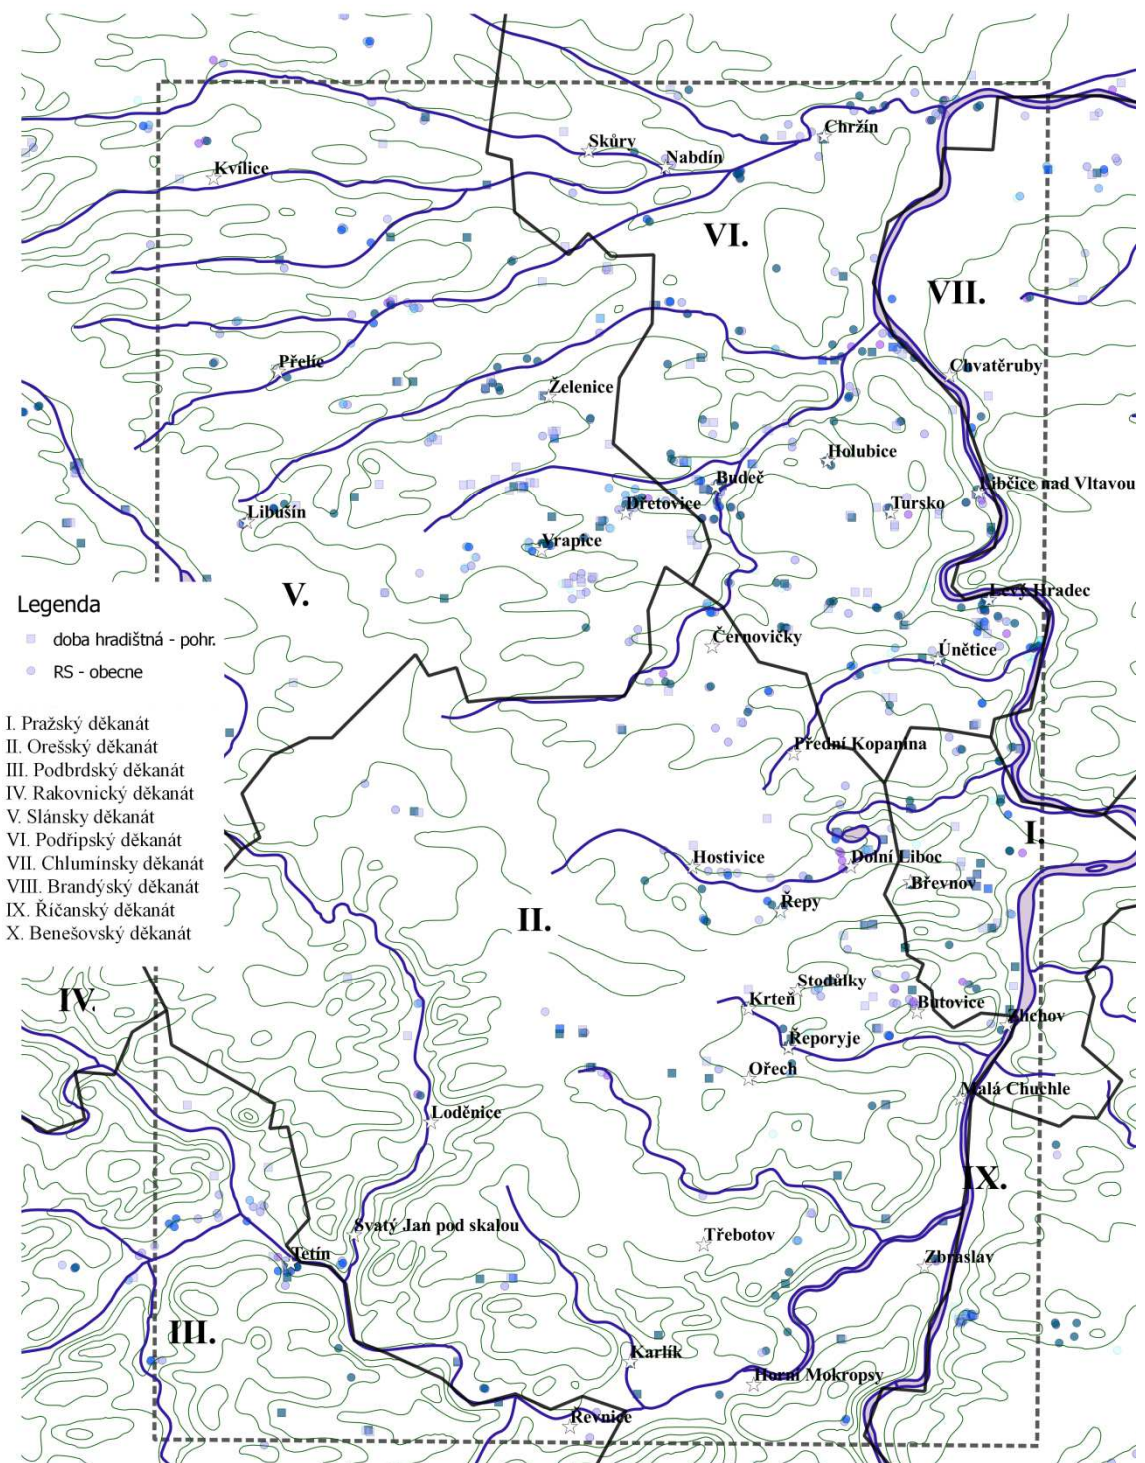 Chržín
Skůry
Nabdín
Kvílice
VI.
VII.
Přelíc
Chvatěruby
Želenice
Holubice
Budeč
Libčice nad Vltavou
Libušín
Dřetovice
Tursko
Vrapice
V.
Levý Hradec
Legenda
doba hradištná - pohr.
RS - obecne
Černovičky
Únětice
I. Pražský děkanát
II. Orešský děkanát
III. Podbrdský děkanát
IV. Rakovnický děkanát
V. Slánsky děkanát
VI. Podřipský děkanát
VII. Chlumínsky děkanát
VIII. Brandýský děkanát
IX. Říčanský děkanát
X. Benešovský děkanát
Přední Kopanina
I.
Hostivice
Dolní Liboc
Břevnov
II.
Řepy
IV.
Stodůlky
Krteň
Butovice
Zlíchov
Řeporyje
Ořech
Malá Chuchle
Loděnice
IX.
Svatý Jan pod skalou
Třebotov
Tetín
Zbraslav
III.
Karlík
Horní Mokropsy
Řevnice